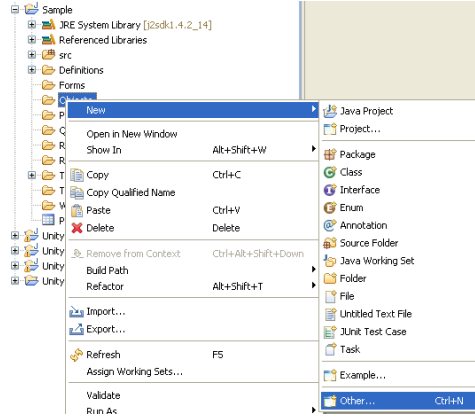 Sample
JRE System Library [j2sdk1.4.2_14]
Referenced Libraries
src
Definitions
Forms
Objects
New
Open in New Window
Show In Alt+Shift+W
Copy Ctrl+C
Copy Qualified Name
Paste Ctrl+V
Delete Delete
Remove from Context Ctrl+Alt+Shift+Down
Build Path
Refactor Alt+Shift+T
Import...
Export...
Refresh F5
Assign Working Sets...
Validate
Run As
Java Project
Project...
Package
Class
Interface
Enum
Annotation
Source Folder
Java Working Set
Folder
File
Untitled Text File
JUnit Test Case
Task
Example...
Other... Ctrl+N
P
Q
R
R
T
T
W
P
Unity
Unity
Unity
Unity